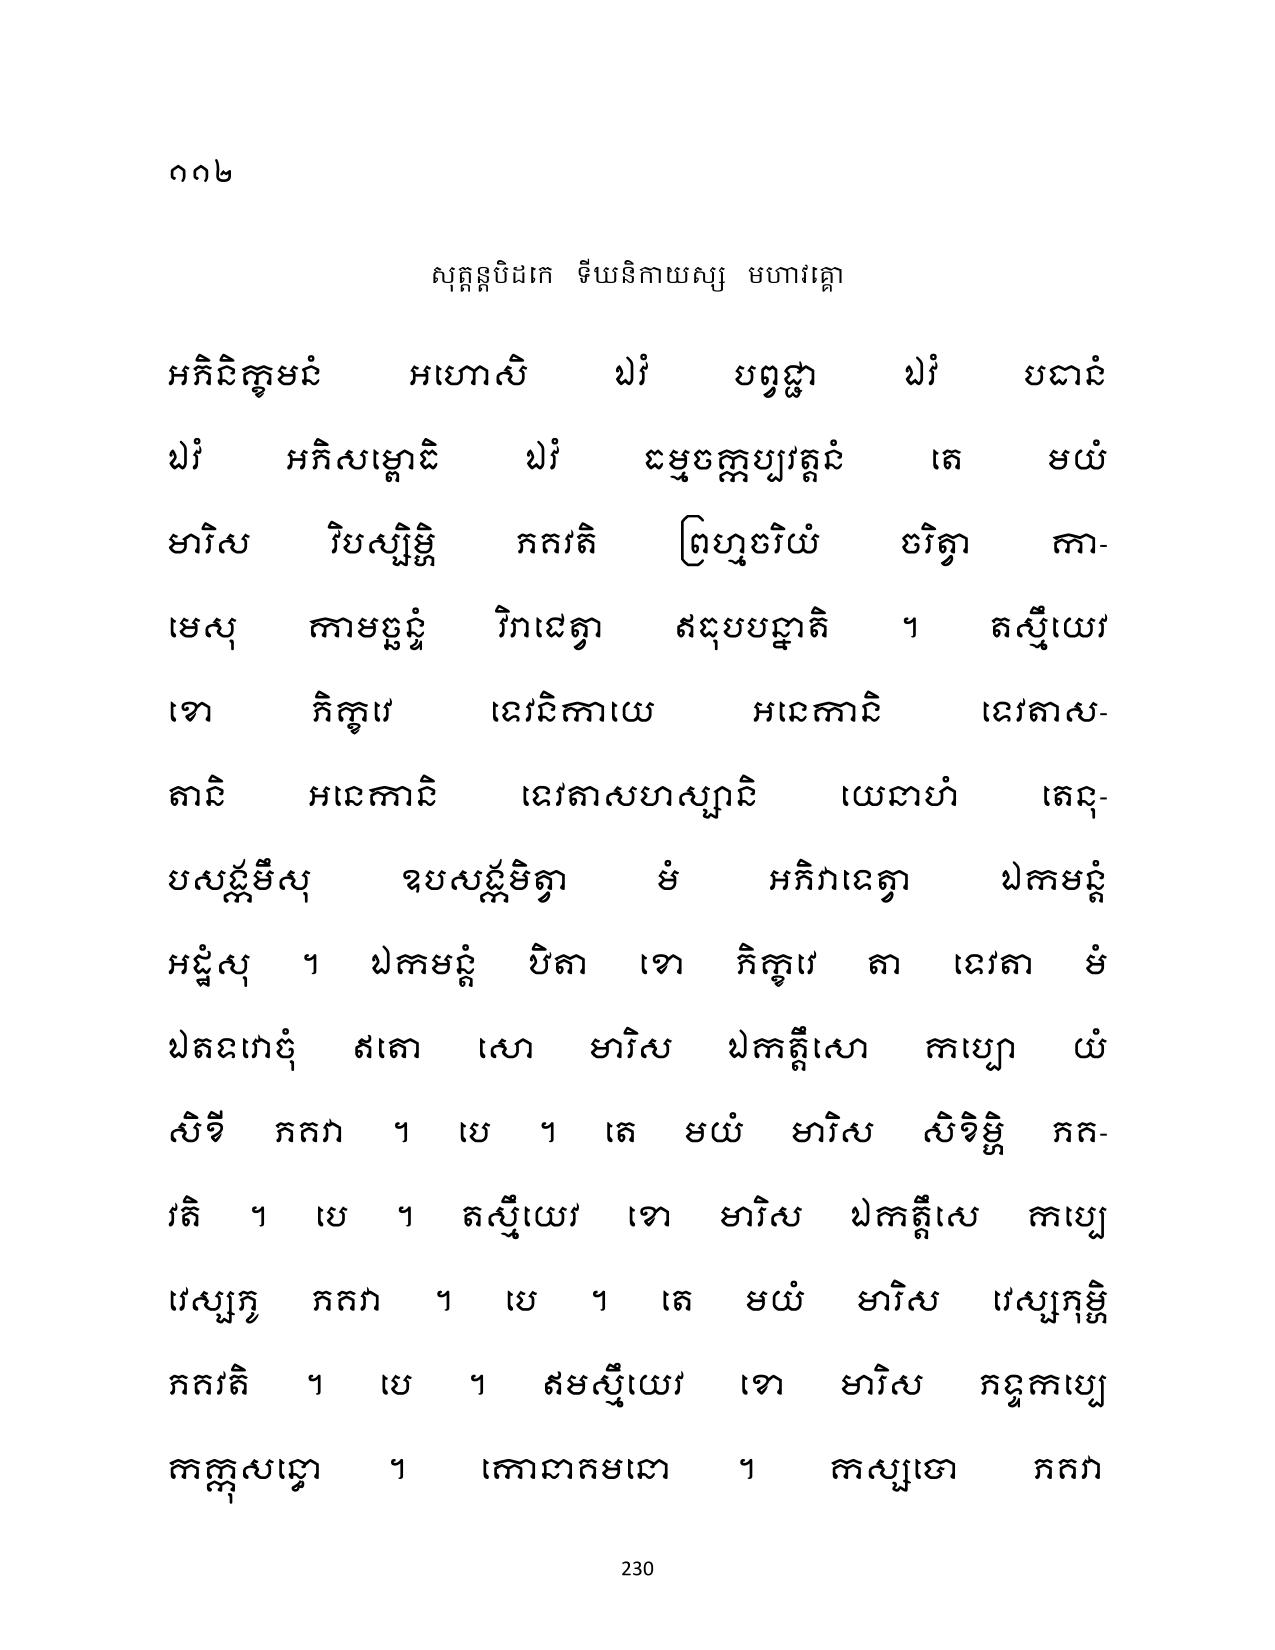 ១១២
សុត្តន្តបិដកេ ទីឃនិកាយស្ស មហាវគ្គោ
អភិនិក្ខមនំ អហោសិ ឯវំ បព្វជ្ជា ឯវំ បធានំ
ឯវំ អភិសម្ពោធិ ឯវំ ធម្មចក្កប្បវត្តនំ តេ មយំ
មារិស វិបស្សិម្ហិ ភគវតិ ព្រហ្មចរិយំ ចរិត្វា កា-
មេសុ កាមច្ឆន្ទំ វិរាជេត្វា ឥធុបបន្នាតិ ។ តស្មឹយេវ
ខោ ភិក្ខវេ ទេវនិកាយេ អនេកានិ ទេវតាស-
តានិ អនេកានិ ទេវតាសហស្សានិ យេនាហំ តេនុ-
បសង្កមឹសុ ឧបសង្កមិត្វា មំ អភិវាទេត្វា ឯកមន្តំ
អដ្ឋំសុ ។ ឯកមន្តំ ឋិតា ខោ ភិក្ខវេ តា ទេវតា មំ
ឯតទវោចុំ ឥតោ សោ មារិស ឯកត្តឹសោ កប្បោ យំ
សិខី ភគវា ។ បេ ។ តេ មយំ មារិស សិខិម្ហិ ភគ-
វតិ ។ បេ ។ តស្មឹយេវ ខោ មារិស ឯកត្តឹសេ កប្បេ
វេស្សភូ ភគវា ។ បេ ។ តេ មយំ មារិស វេស្សភុម្ហិ
ភគវតិ ។ បេ ។ ឥមស្មឹយេវ ខោ មារិស ភទ្ទកប្បេ
កក្កុសន្ធោ ។ កោនាគមនោ ។ កស្សបោ ភគវា
230